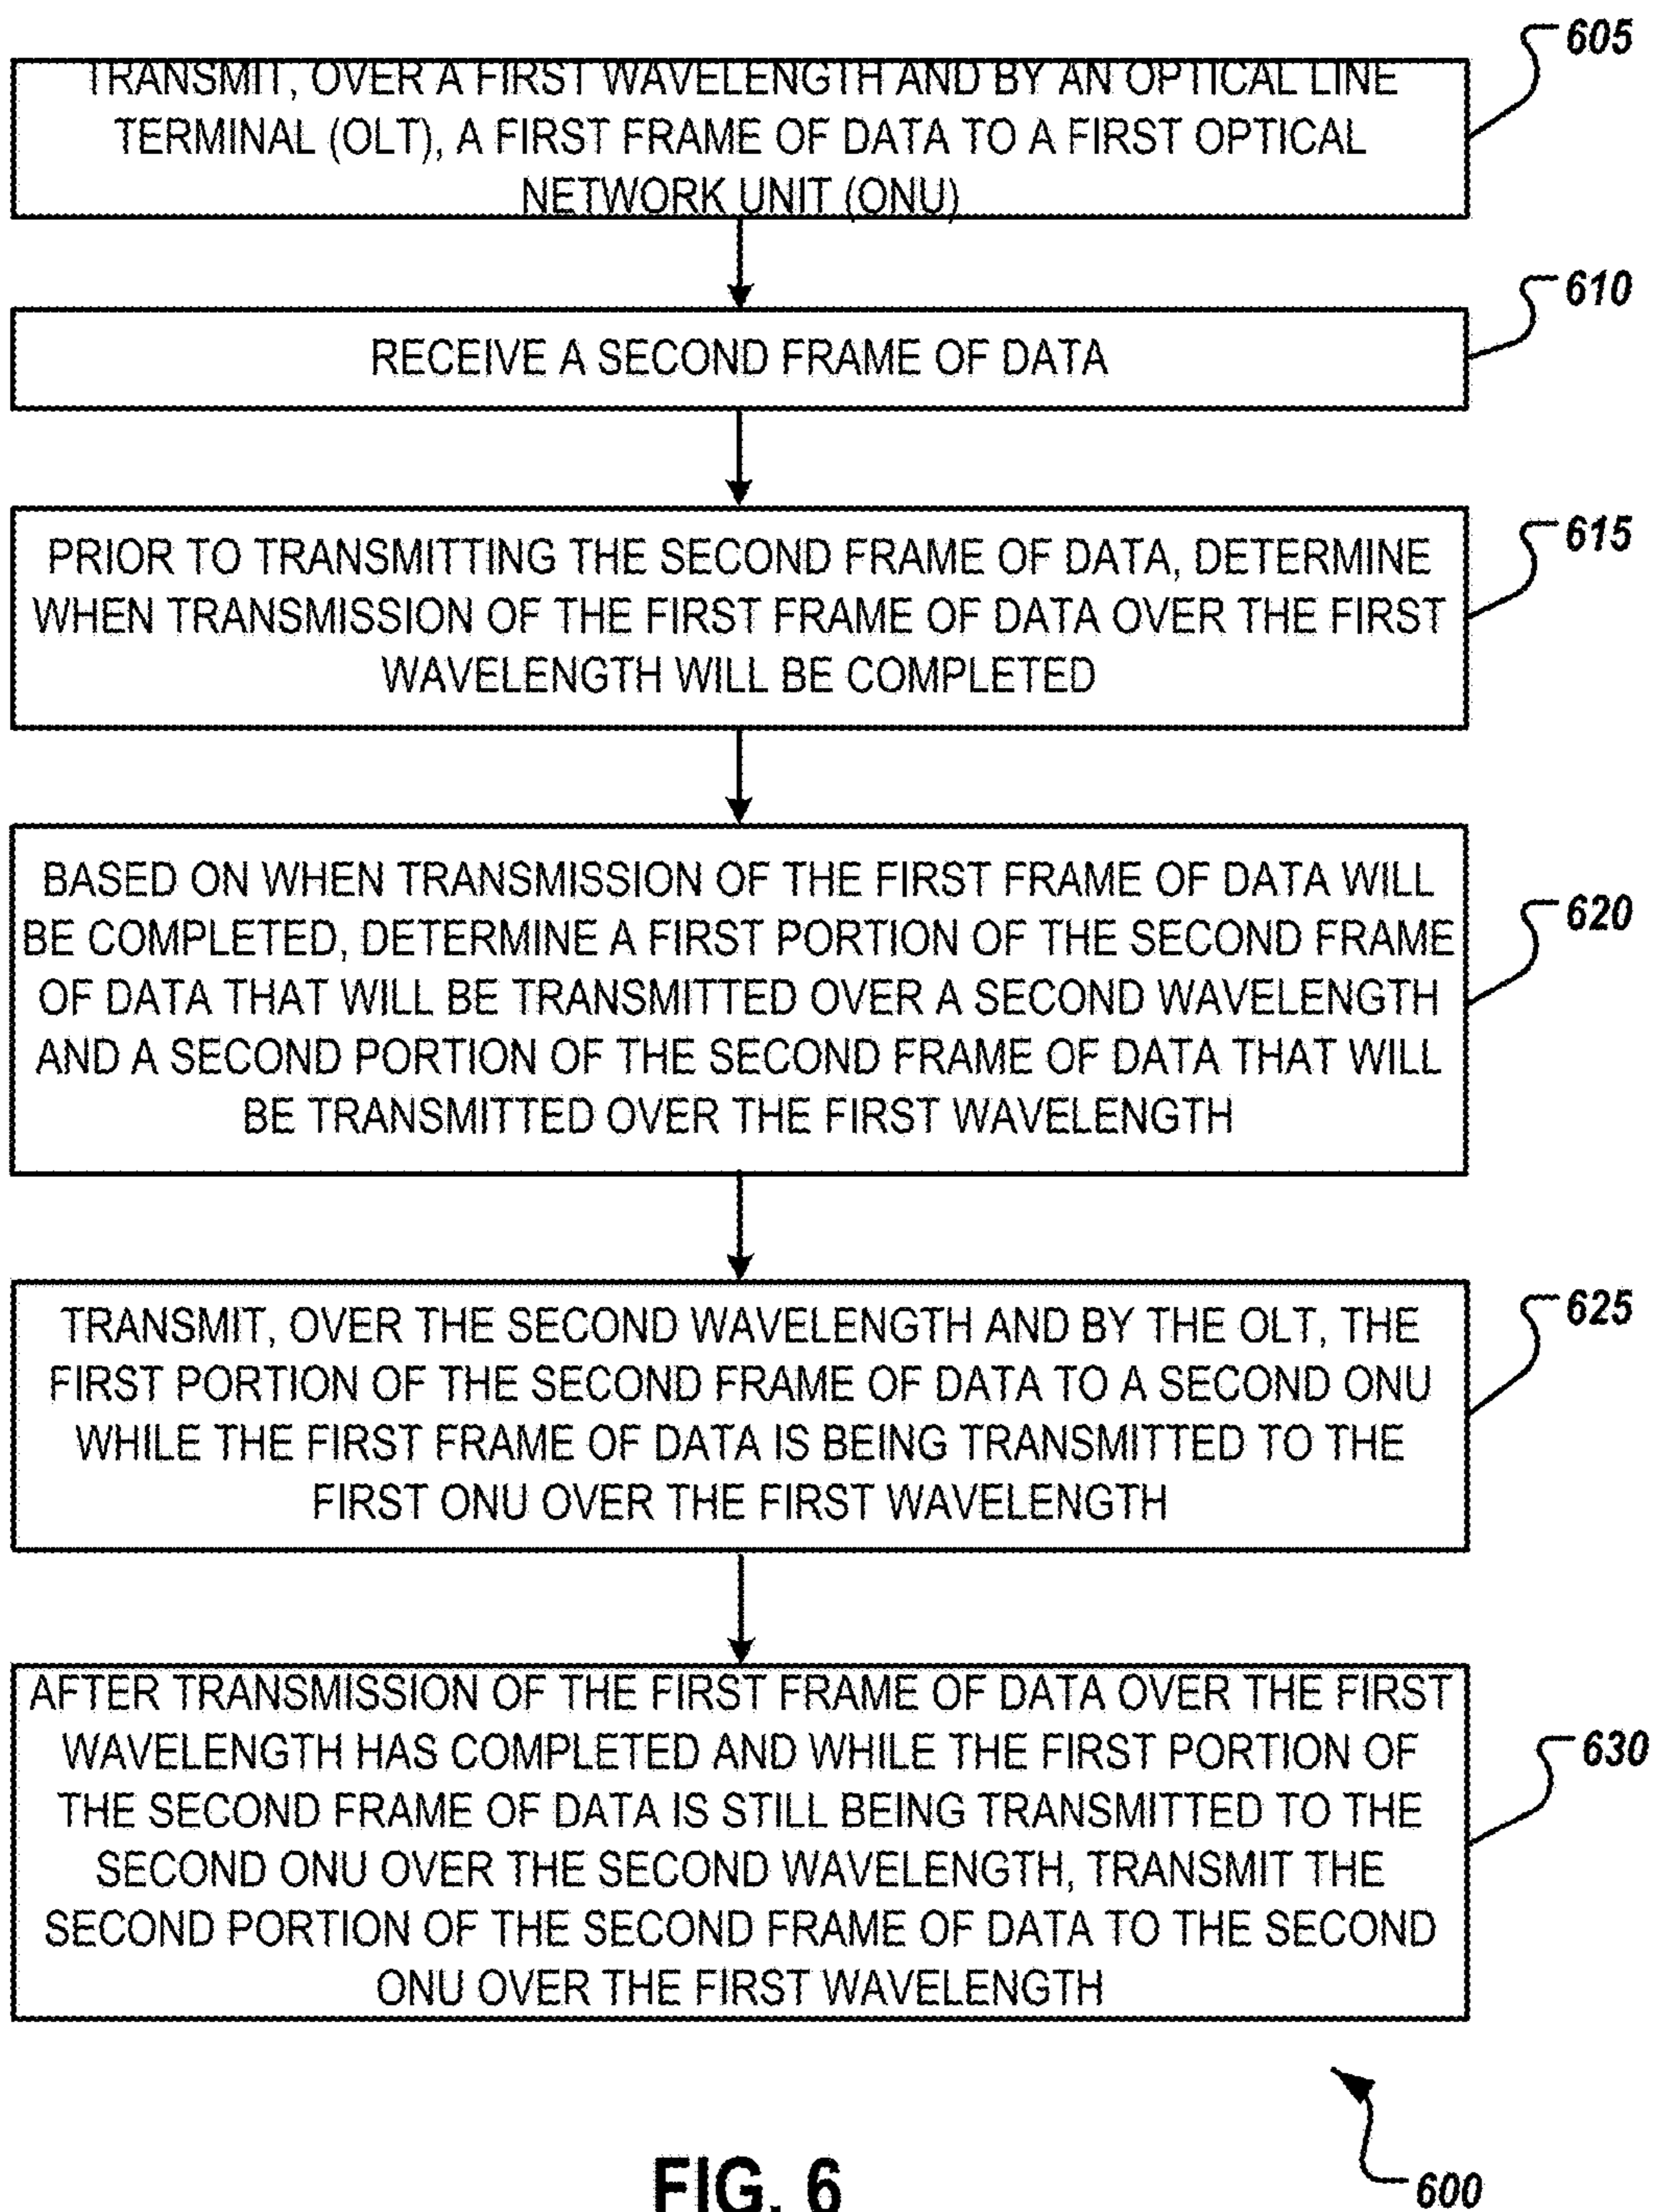 605
TRANSMIT, OVER A FIRST WAVELENGTH AND BY AN OPTICAL LINE
TERMINAL (OLT), A FIRST FRAME OF DATA TO A FIRST OPTICAL
NETWORK UNIT (ONU)
610
RECEIVE A SECOND FRAME OF DATA
615
PRIOR TO TRANSMITTING THE SECOND FRAME OF DATA, DETERMINE
WHEN TRANSMISSION OF THE FIRST FRAME OF DATA OVER THE FIRST
WAVELENGTH WILL BE COMPLETED
620
BASED ON WHEN TRANSMISSION OF THE FIRST FRAME OF DATA WILL
BE COMPLETED, DETERMINE A FIRST PORTION OF THE SECOND FRAME
OF DATA THAT WILL BE TRANSMITTED OVER A SECOND WAVELENGTH
AND A SECOND PORTION OF THE SECOND FRAME OF DATA THAT WILL
BE TRANSMITTED OVER THE FIRST WAVELENGTH
625
TRANSMIT, OVER THE SECOND WAVELENGTH AND BY THE OLT, THE
FIRST PORTION OF THE SECOND FRAME OF DATA TO A SECOND ONU
WHILE THE FIRST FRAME OF DATA IS BEING TRANSMITTED TO THE
FIRST ONU OVER THE FIRST WAVELENGTH
630
AFTER TRANSMISSION OF THE FIRST FRAME OF DATA OVER THE FIRST
WAVELENGTH HAS COMPLETED AND WHILE THE FIRST PORTION OF
THE SECOND FRAME OF DATA IS STILL BEING TRANSMITTED TO THE
SECOND ONU OVER THE SECOND WAVELENGTH, TRANSMIT THE
SECOND PORTION OF THE SECOND FRAME OF DATA TO THE SECOND
ONU OVER THE FIRST WAVELENGTH
FIG. 6
600